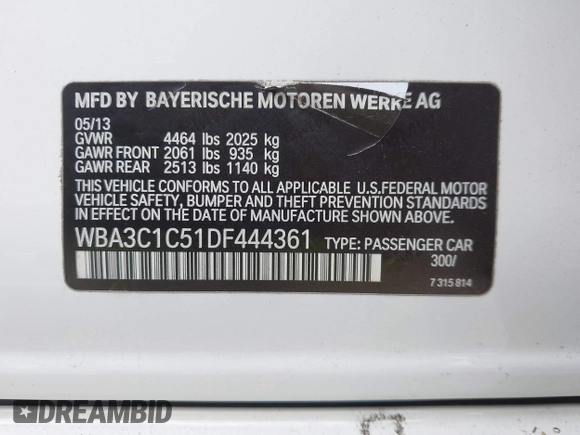 MFD BY BAYERISCHE MOTOREN WERKE AG
05/13
GVWR 4464 lbs 2025 kg
GAWR FRONT 2061 lbs 935 kg
GAWR REAR 2513 lbs 1140 kg
THIS VEHICLE CONFORMS TO ALL APPLICABLE U.S.FEDERAL MOTOR
VEHICLE SAFETY, BUMPER AND THEFT PREVENTION STANDARDS
IN EFFECT ON THE DATE OF MANUFACTURE SHOWN ABOVE.
WBA3C1C51DF444361 TYPE: PASSENGER CAR
300/
7 315 814
DREAMBID